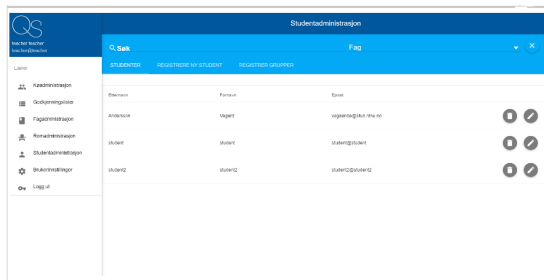 Studentadministrasjon
QS
teacher teacher
teacher@teacher
Søk
Fag
STUDENTER
REGISTRERE NY STUDENT
REGISTRER GRUPPER
Lærer
Køadministrasjon
Godkjenningslister
Fagadministrasjon
Romadministrasjon
Studentadministrasjon
Brukerinnstillinger
Logg ut
Etternavn Fornavn Epost
Andersson Vegard
student student student@student
student2 student2 student2@student2